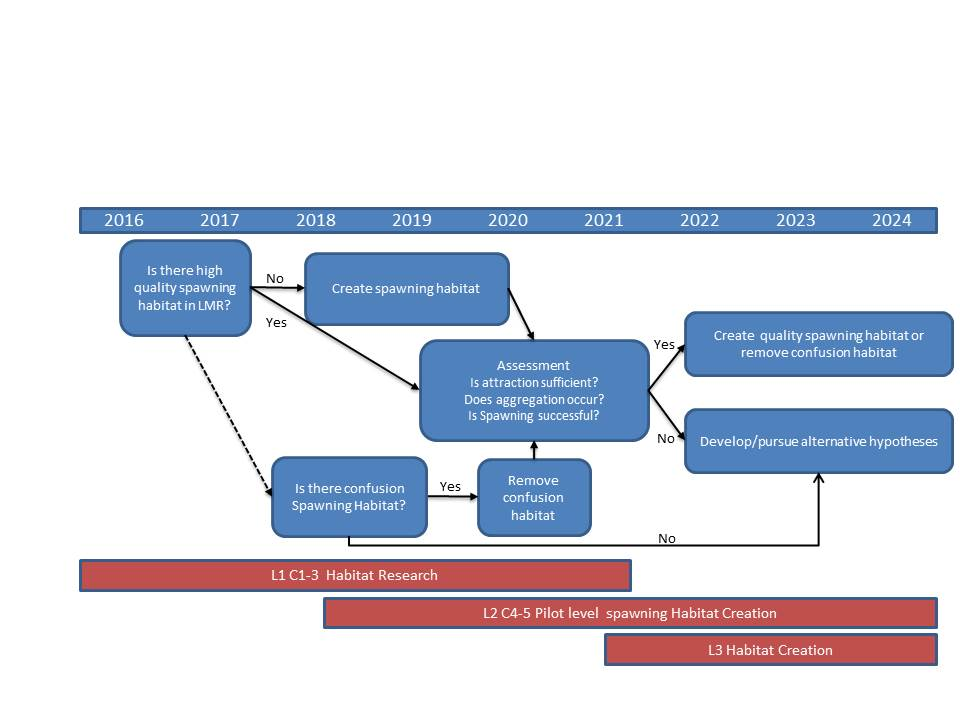 2016 2017 2018 2019 2020 2021 2022 2023 2024
Is there high
quality spawning
habitat in LMR?
No
Yes
Create spawning habitat
Assessment
Is attraction sufficient?
Does aggregation occur?
Is Spawning successful?
Yes
No
Create quality spawning habitat or
remove confusion habitat
Develop/pursue alternative hypotheses
Is there confusion
Spawning Habitat?
Yes
Remove
confusion
habitat
No
L1 C1-3 Habitat Research
L2 C4-5 Pilot level spawning Habitat Creation
L3 Habitat Creation